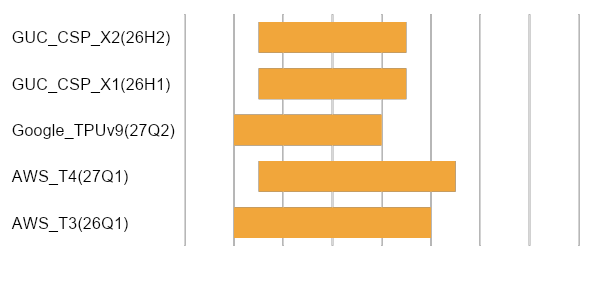 GUC_CSP_X2(26H2)
GUC_CSP_X1(26H1)
Google_TPUv9(27Q2)
AWS_T4(27Q1)
AWS_T3(26Q1)